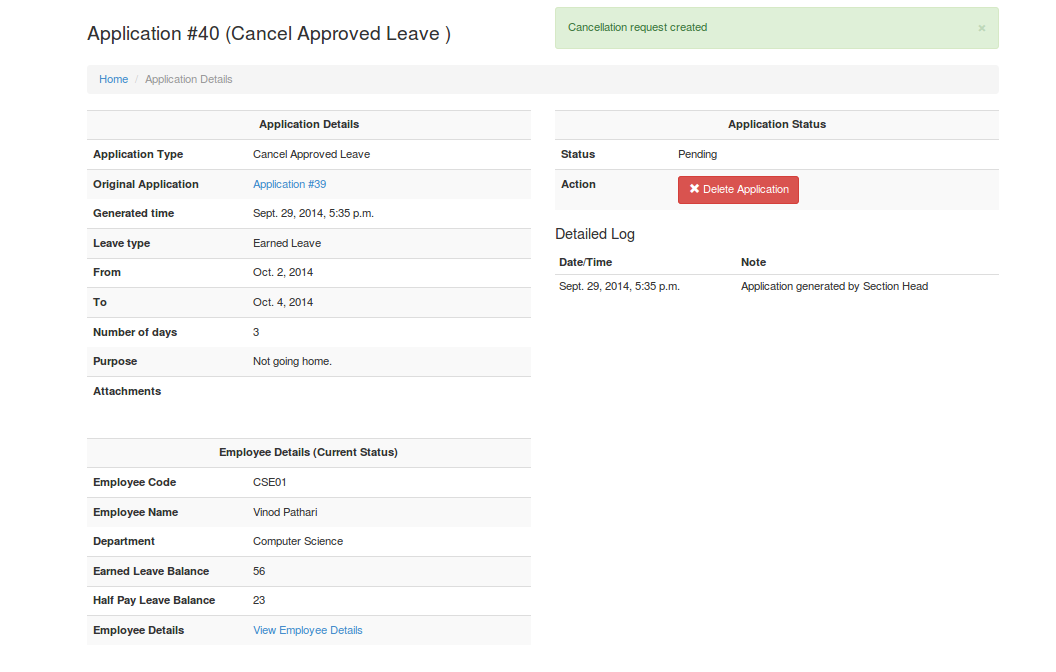 Application #40 (Cancel Approved Leave )
Cancellation request created ×
Home / Application Details
Application Details
Application Type Cancel Approved Leave
Original Application Application #39
Generated time Sept. 29, 2014, 5:35 p.m.
Leave type Earned Leave
From Oct. 2, 2014
To Oct. 4, 2014
Number of days 3
Purpose Not going home.
Attachments
Employee Details (Current Status)
Employee Code CSE01
Employee Name Vinod Pathari
Department Computer Science
Earned Leave Balance 56
Half Pay Leave Balance 23
Employee Details View Employee Details
Application Status
Status Pending
Action ✖ Delete Application
Detailed Log
Date/Time Note
Sept. 29, 2014, 5:35 p.m. Application generated by Section Head